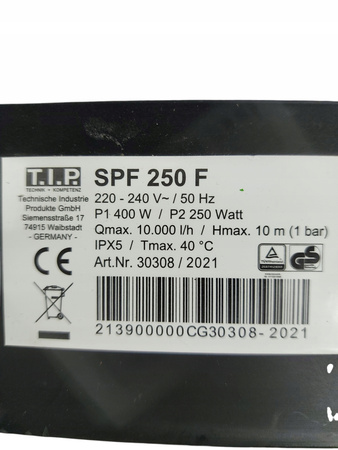 T.I.P.
TECHNIK + KOMPETENZ
Technische Industrie
Produkte GmbH
Siemensstraße 17
74915 Waibstadt
- GERMANY -
CE
SPF 250 F
220 - 240 V~ / 50 Hz
P1 400 W / P2 250 Watt
Qmax. 10.000 l/h / Hmax. 10 m (1 bar)
IPX5 / Tmax. 40 °C
Art.Nr. 30308 / 2021
GS
213900000CG30308-2021